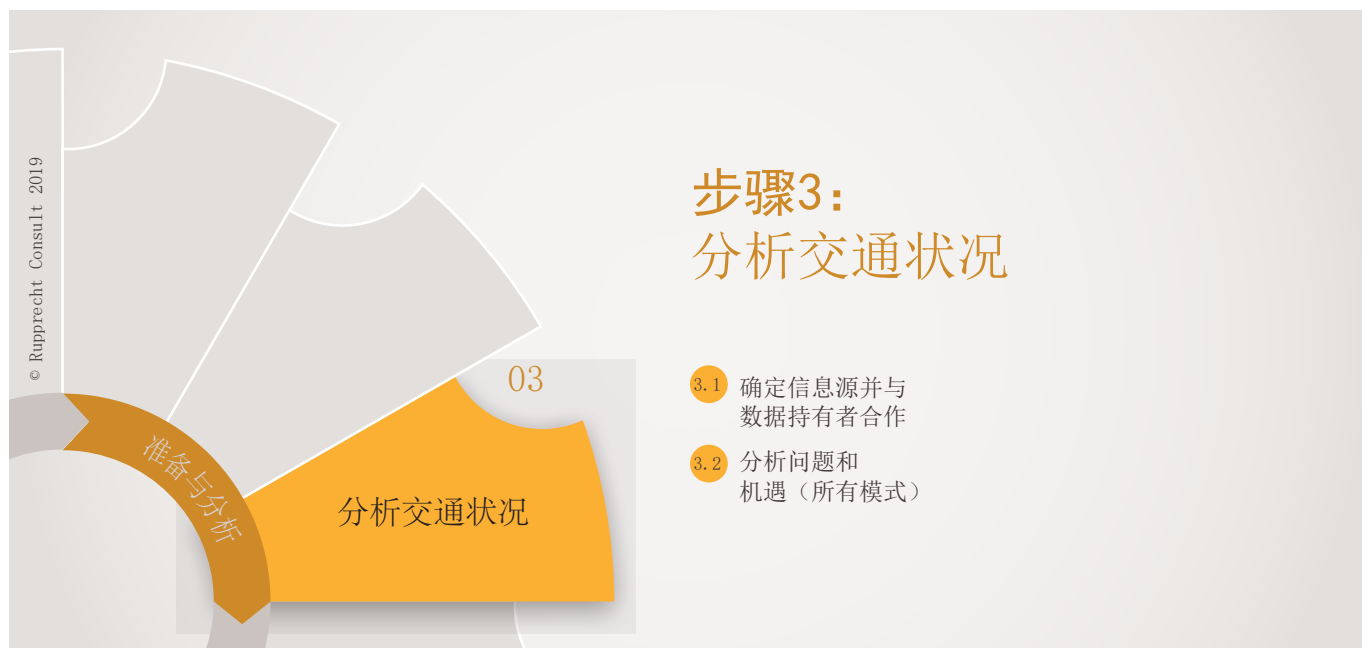 © Rupprecht Consult 2019
步骤3：
分析交通状况
03
3.1 确定信息源并与
数据持有者合作
3.2 分析问题和
机遇（所有模式）
准备与分析
分析交通状况